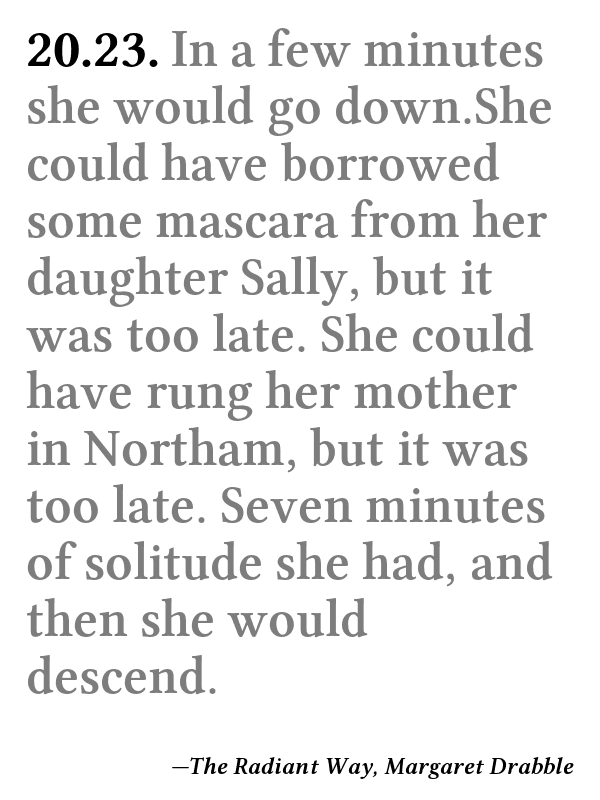 20.23. In a few minutes
she would go down.She
could have borrowed
some mascara from her
daughter Sally, but it
was too late. She could
have rung her mother
in Northam, but it was
too late. Seven minutes
of solitude she had, and
then she would
descend.
—The Radiant Way, Margaret Drabble